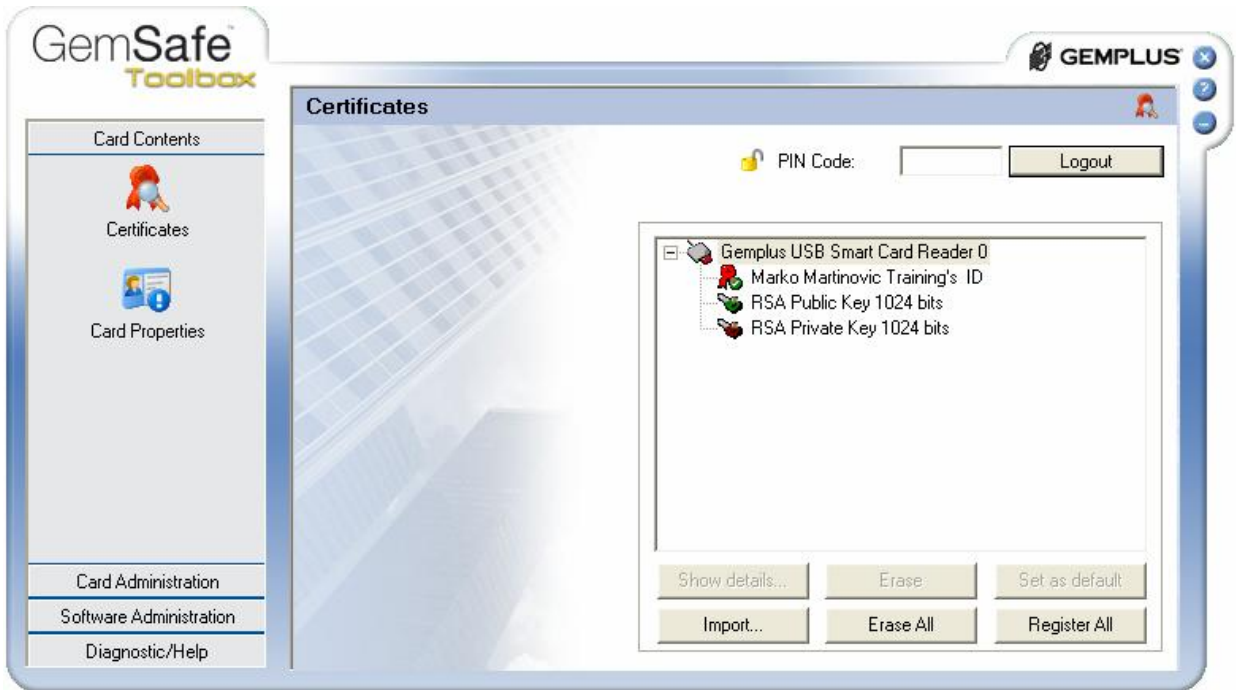 GemSafe™
Toolbox
GEMPLUS
Certificates
Card Contents
Certificates
Card Properties
Card Administration
Software Administration
Diagnostic/Help
PIN Code:
Logout
Gemplus USB Smart Card Reader 0
Marko Martinovic Training's ID
RSA Public Key 1024 bits
RSA Private Key 1024 bits
Show details...
Erase
Set as default
Import...
Erase All
Register All